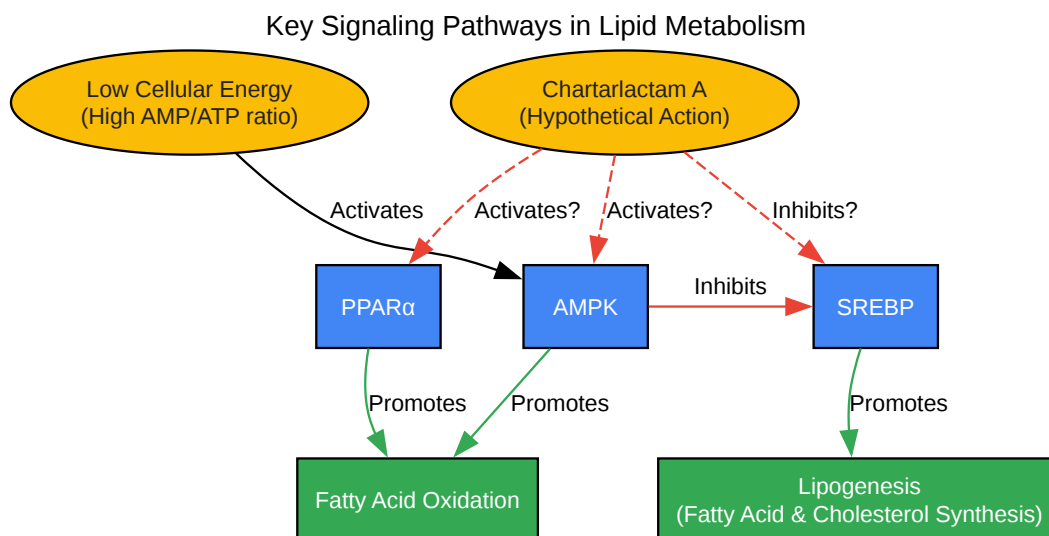 Key Signaling Pathways in Lipid Metabolism
Low Cellular Energy
(High AMP/ATP ratio)
Chartarlactam A
(Hypothetical Action)
Activates
Activates?
Activates?
Inhibits?
PPARα
AMPK
Inhibits
SREBP
Promotes
Promotes
Promotes
Fatty Acid Oxidation
Lipogenesis
(Fatty Acid & Cholesterol Synthesis)